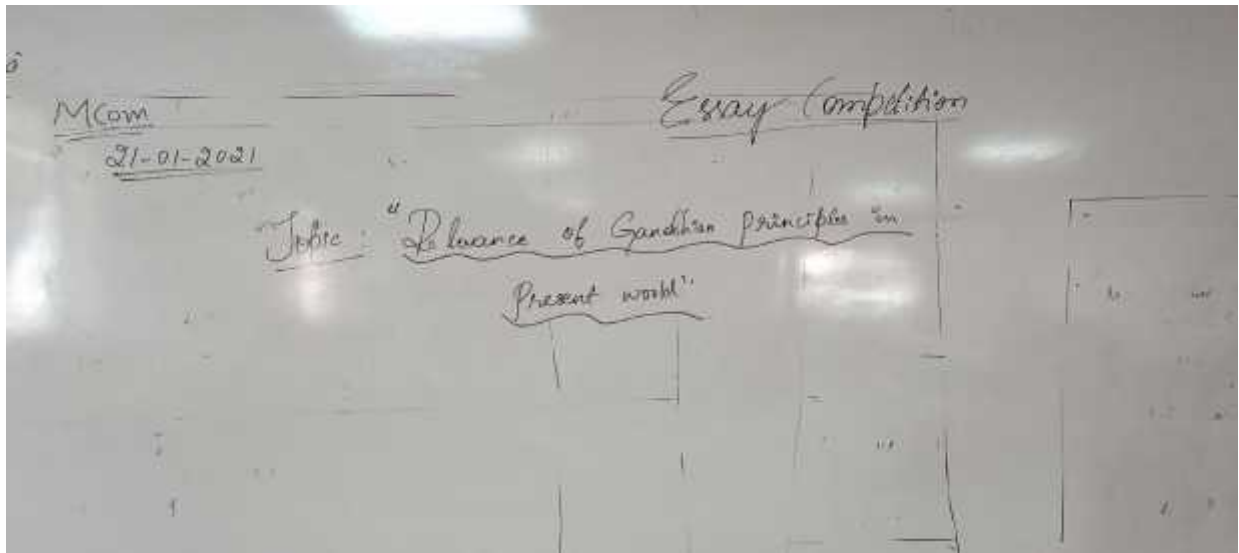 MCom
Essay Competition
21-01-2021
Topic : "Relevance of Gandhian principles in
Present world".